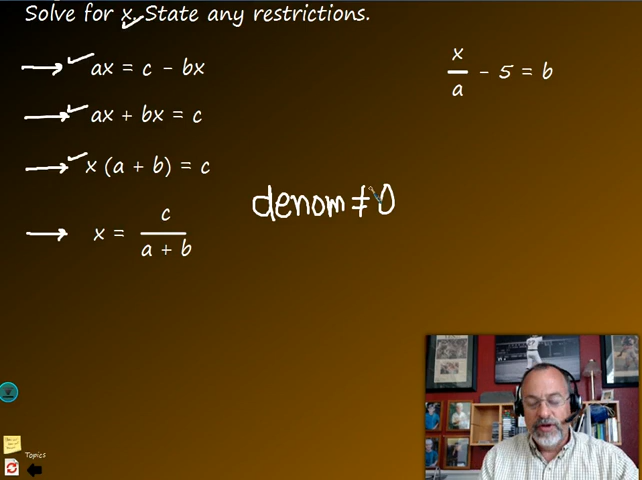 Solve for x. State any restrictions.
ax = c - bx
ax + bx = c
x (a + b) = c
x = c / a + b
denom ≠ 0
x / a - 5 = b
Topics